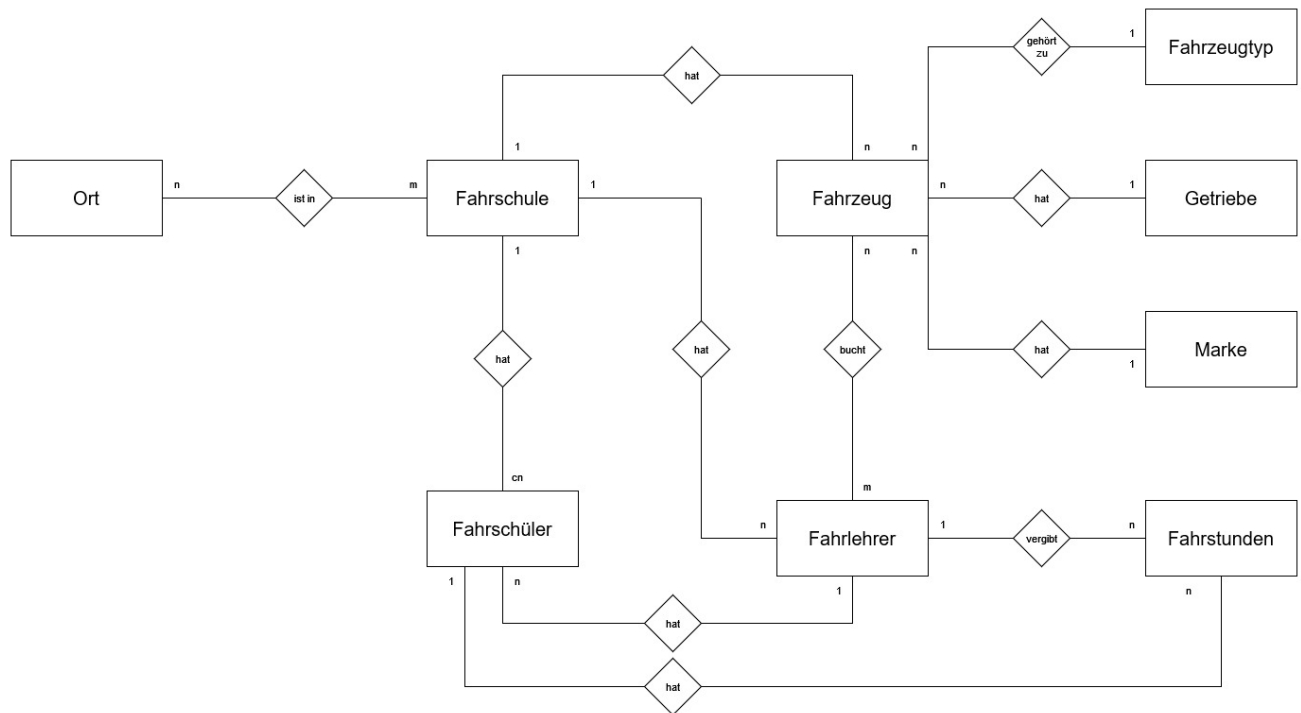 gehört
zu
1
Fahrzeugtyp
1
hat
n
n
Ort
n
ist in
m
Fahrschule
1
Fahrzeug
n
hat
1
Getriebe
1
n
n
hat
hat
bucht
hat
1
Marke
cn
m
Fahrschüler
n
Fahrlehrer
1
vergibt
n
Fahrstunden
1
n
hat
1
n
hat